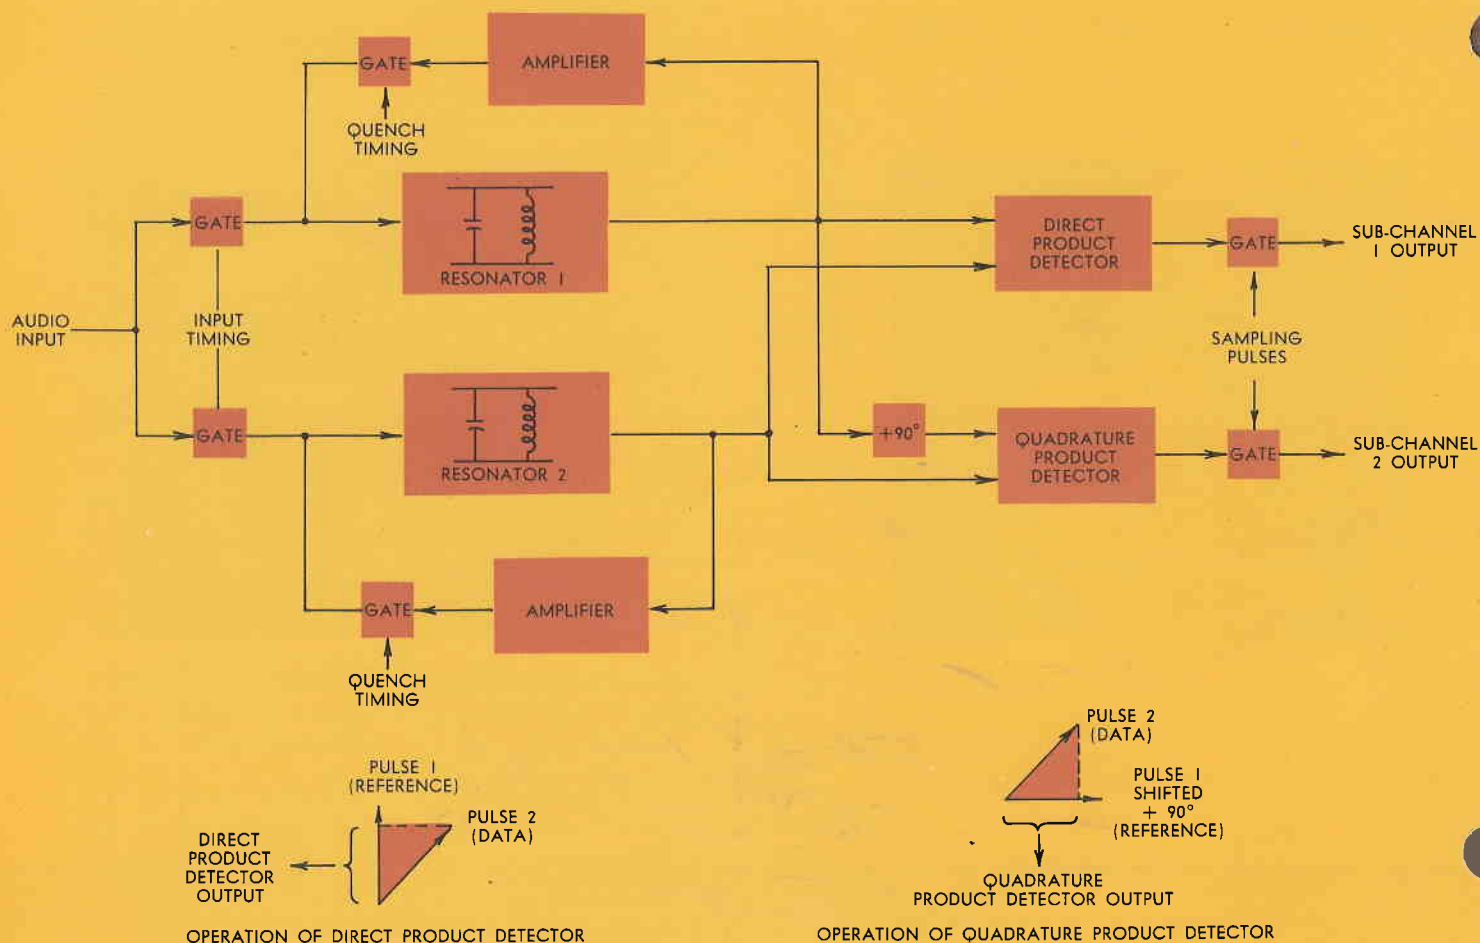 GATE
AMPLIFIER
QUENCH
TIMING
GATE
RESONATOR 1
DIRECT
PRODUCT
DETECTOR
GATE
SUB-CHANNEL
1 OUTPUT
AUDIO
INPUT
INPUT
TIMING
SAMPLING
PULSES
GATE
RESONATOR 2
+90°
QUADRATURE
PRODUCT
DETECTOR
GATE
SUB-CHANNEL
2 OUTPUT
GATE
AMPLIFIER
QUENCH
TIMING
PULSE 1
(REFERENCE)
PULSE 2
(DATA)
DIRECT
PRODUCT
DETECTOR
OUTPUT
OPERATION OF DIRECT PRODUCT DETECTOR
PULSE 2
(DATA)
PULSE 1
SHIFTED
+ 90°
(REFERENCE)
QUADRATURE
PRODUCT DETECTOR OUTPUT
OPERATION OF QUADRATURE PRODUCT DETECTOR